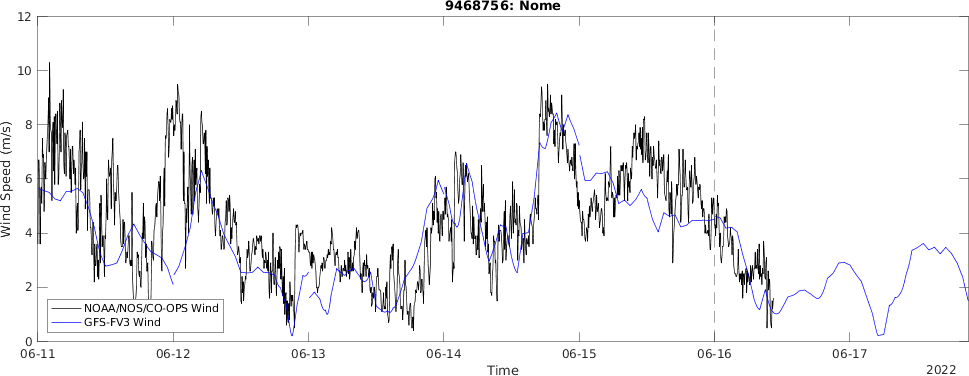 9468756: Nome
12
10
8
6
4
2
0
Wind Speed (m/s)
NOAA/NOS/CO-OPS Wind
GFS-FV3 Wind
06-11 06-12 06-13 06-14 06-15 06-16 06-17
Time
2022